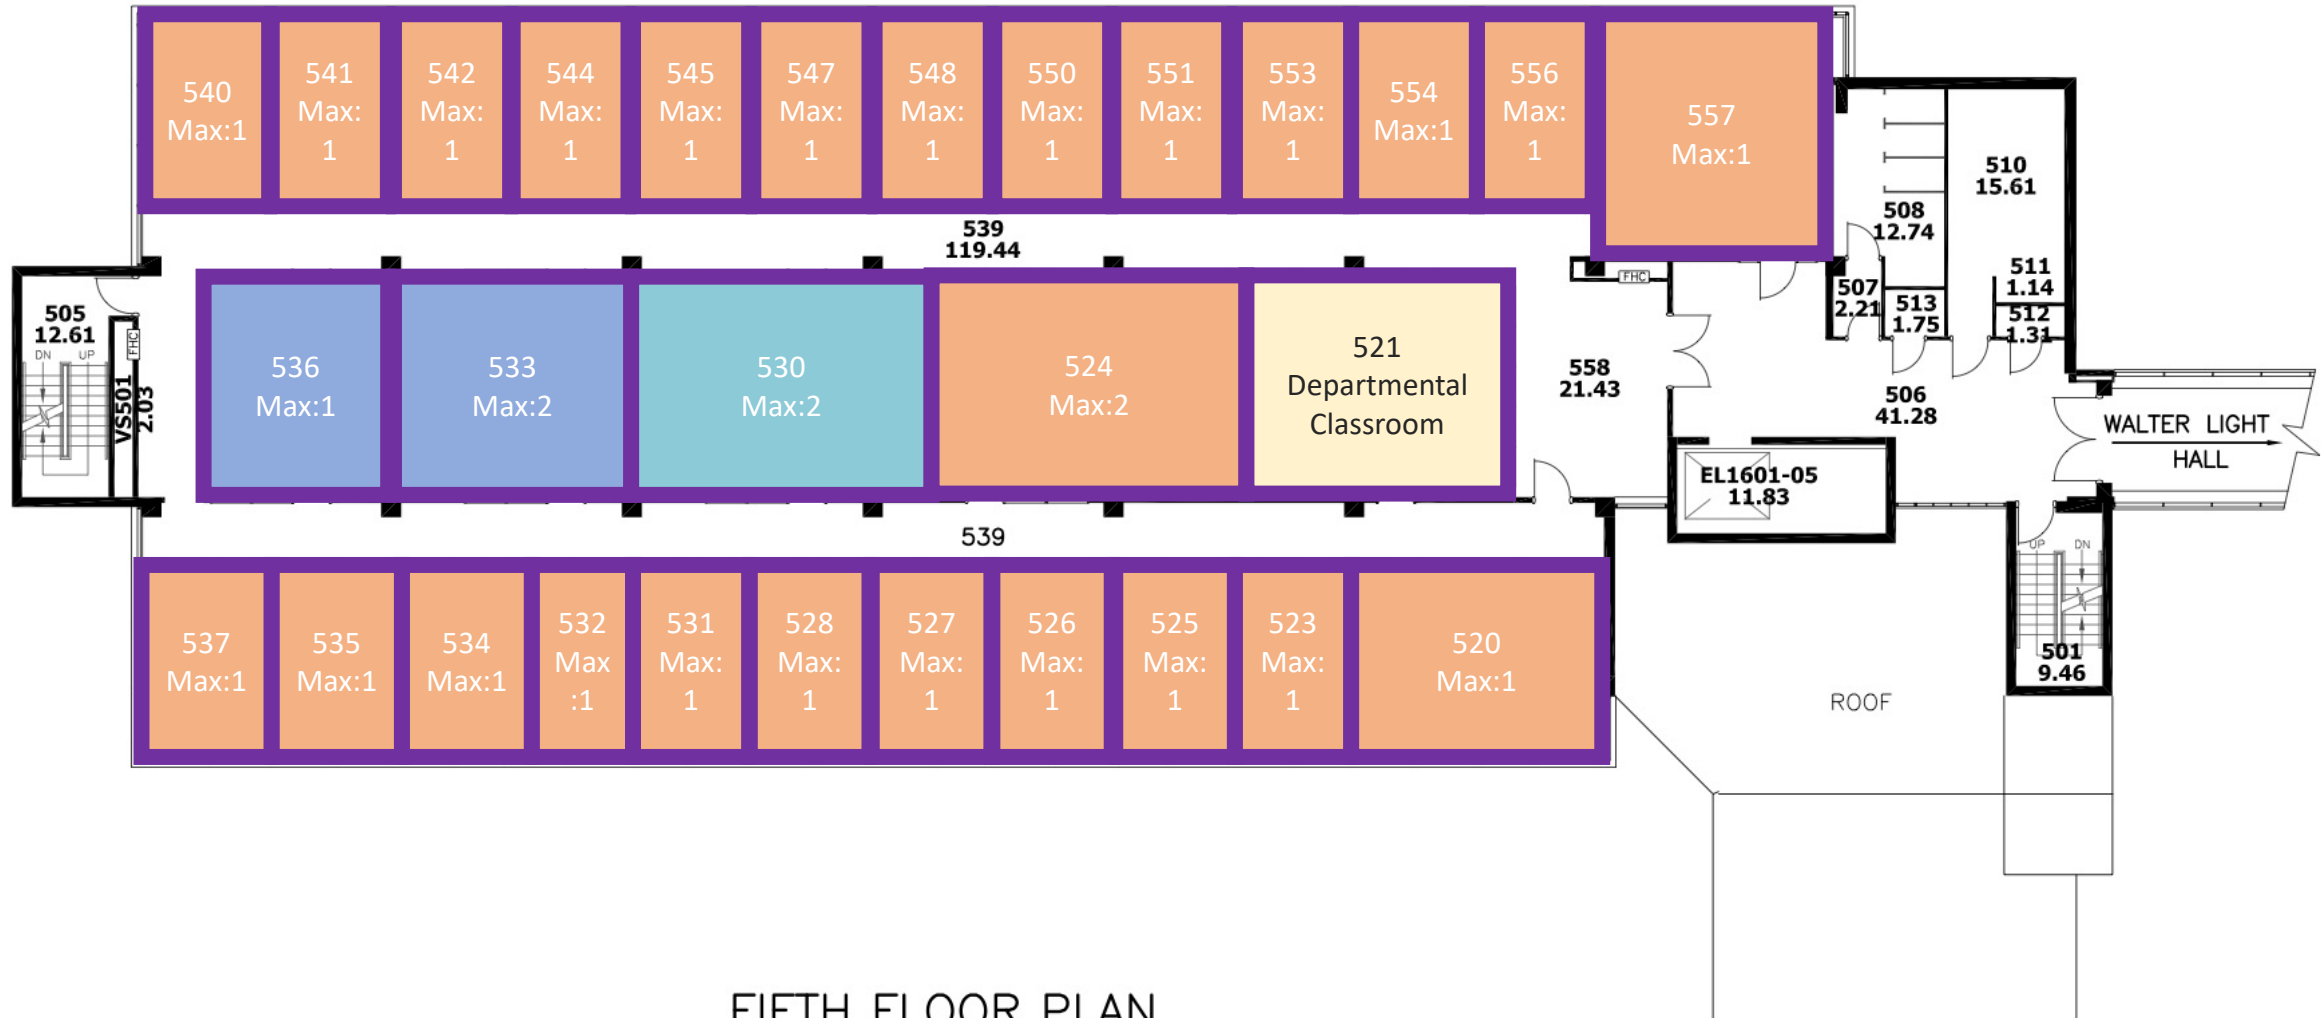 540
Max:1
541
Max:
1
542
Max:
1
544
Max:
1
545
Max:
1
547
Max:
1
548
Max:
1
550
Max:
1
551
Max:
1
553
Max:
1
554
Max:1
556
Max:
1
557
Max:1
510
15.61
508
12.74
539
119.44
511
1.14
507
2.21
513
1.75
512
1.31
FHC
505
12.61
DN UP
FHC
VS501
2.03
536
Max:1
533
Max:2
530
Max:2
524
Max:2
521
Departmental
Classroom
558
21.43
506
41.28
WALTER LIGHT
HALL
EL1601-05
11.83
539
UP DN
501
9.46
537
Max:1
535
Max:1
534
Max:1
532
Max
:1
531
Max:
1
528
Max:
1
527
Max:
1
526
Max:
1
525
Max:
1
523
Max:
1
520
Max:1
ROOF
FIFTH FLOOR PLAN